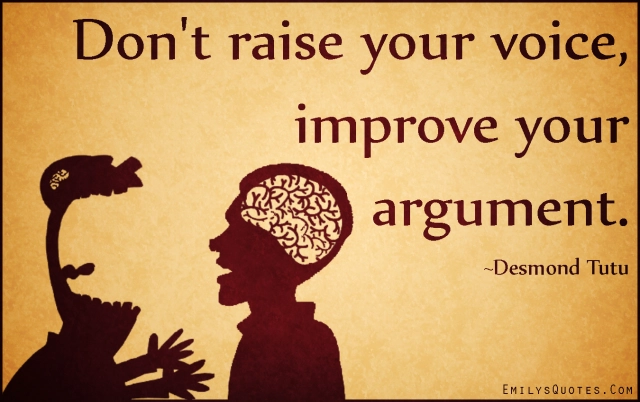 Don't raise your voice,
improve your
argument.
~Desmond Tutu
EmilysQuotes.Com